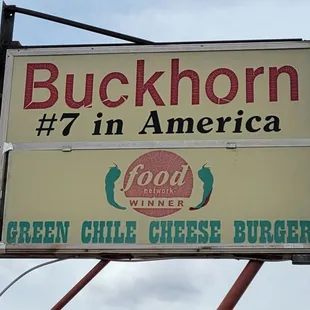 Buckhorn
#7 in America
food
network
WINNER
GREEN CHILE CHEESE BURGER